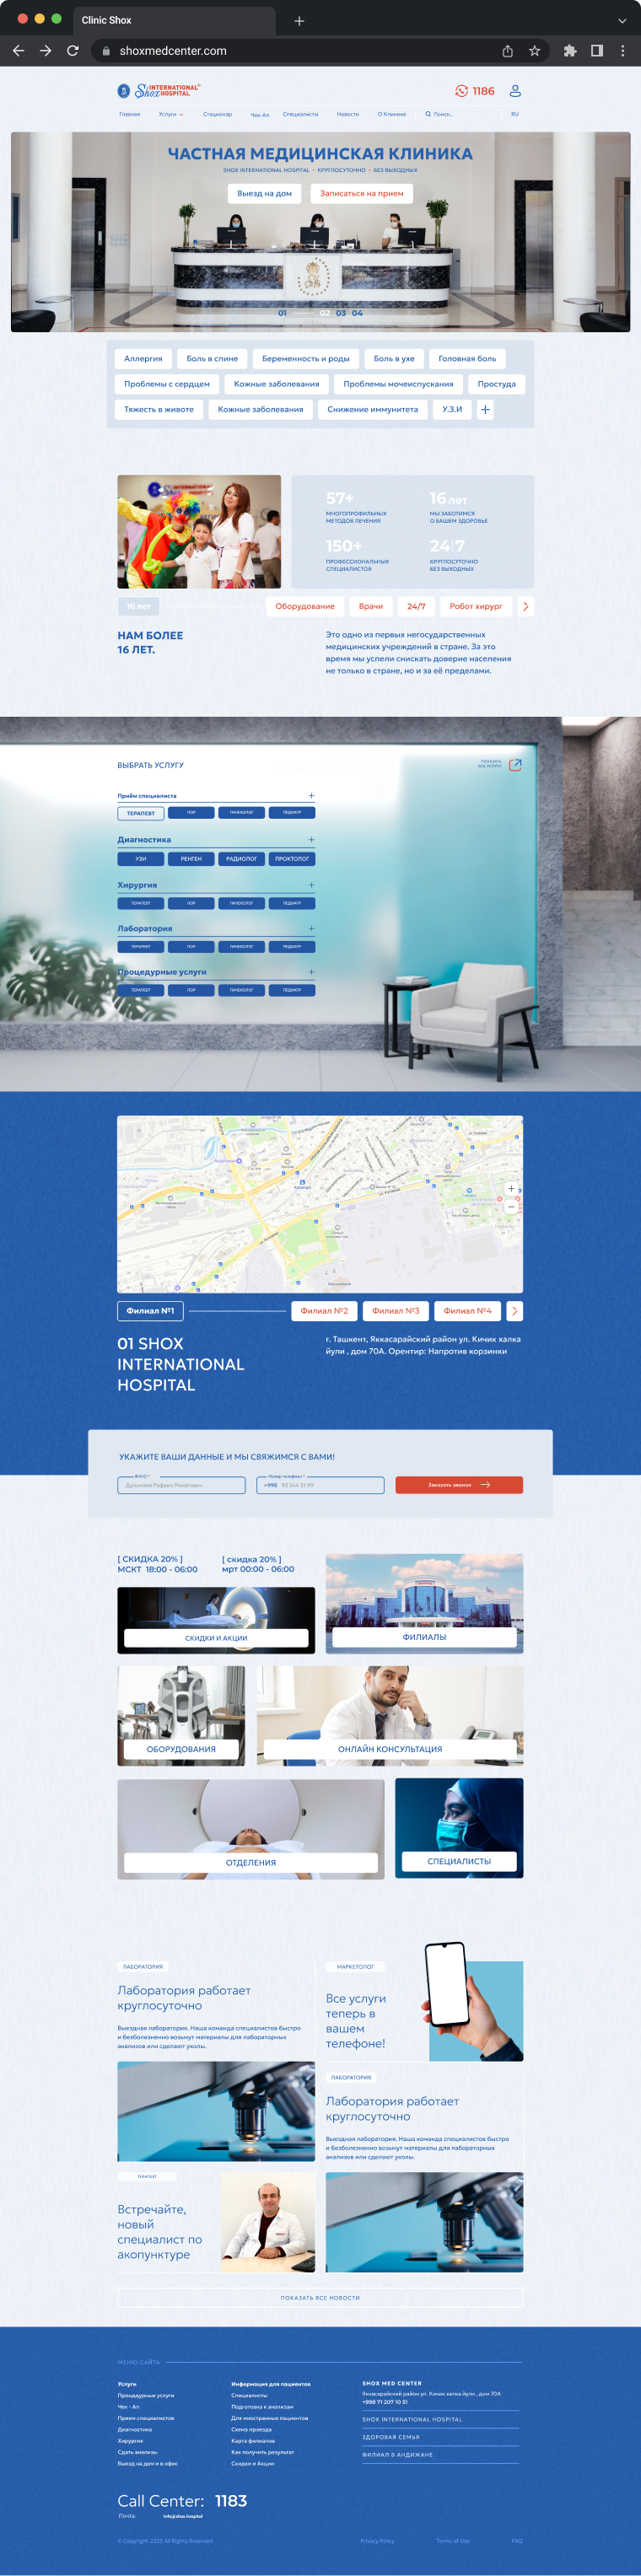 Clinic Shox
shoxmedcenter.com
Shox INTERNATIONAL HOSPITAL
1186
Главная Услуги Стационар Чек-Ап Специалисты Новости О Клинике Поиск.. RU
ЧАСТНАЯ МЕДИЦИНСКАЯ КЛИНИКА
SHOX INTERNATIONAL HOSPITAL • КРУГЛОСУТОЧНО • БЕЗ ВЫХОДНЫХ
Выезд на дом Записаться на прием
01 02 03 04
Аллергия Боль в спине Беременность и роды Боль в ухе Головная боль
Проблемы с сердцем Кожные заболевания Проблемы мочеиспускания Простуда
Тяжесть в животе Кожные заболевания Снижение иммунитета У.З.И +
57+ 16 лет
МНОГОПРОФИЛЬНЫХ МЫ ЗАБОТИМСЯ
МЕТОДОВ ЛЕЧЕНИЯ О ВАШЕМ ЗДОРОВЬЕ
150+ 24|7
ПРОФЕССИОНАЛЬНЫХ КРУГЛОСУТОЧНО
СПЕЦИАЛИСТОВ БЕЗ ВЫХОДНЫХ
16 лет Оборудование Врачи 24/7 Робот хирург
НАМ БОЛЕЕ
16 ЛЕТ.
Это одно из первых негосударственных
медицинских учреждений в стране. За это
время мы успели снискать доверие населения
не только в стране, но и за её пределами.
ВЫБРАТЬ УСЛУГУ
ПОКАЗАТЬ
ВСЕ УСЛУГИ
Приём специалиста +
ТЕРАПЕВТ ЛОР ГИНЕКОЛОГ ПЕДИАТР
Диагностика +
УЗИ РЕНГЕН РАДИОЛОГ ПРОКТОЛОГ
Хирургия +
ТЕРАПЕВТ ЛОР ГИНЕКОЛОГ ПЕДИАТР
Лаборатория +
ТЕРАПЕВТ ЛОР ГИНЕКОЛОГ ПЕДИАТР
Процедурные услуги +
ТЕРАПЕВТ ЛОР ГИНЕКОЛОГ ПЕДИАТР
Филиал №1 Филиал №2 Филиал №3 Филиал №4
01 SHOX
INTERNATIONAL
HOSPITAL
г. Ташкент, Яккасарайский район ул. Кичик халка
йули , дом 70А. Орентир: Напротив корзинки
УКАЖИТЕ ВАШИ ДАННЫЕ И МЫ СВЯЖИМСЯ С ВАМИ!
Ф.И.О * Номер телефона *
+998 93 344 31 99 Заказать звонок
[ СКИДКА 20% ] [ скидка 20% ]
МСКТ 18:00 - 06:00 мрт 00:00 - 06:00
СКИДКИ И АКЦИИ ФИЛИАЛЫ
ОБОРУДОВАНИЯ ОНЛАЙН КОНСУЛЬТАЦИЯ
ОТДЕЛЕНИЯ СПЕЦИАЛИСТЫ
ЛАБОРАТОРИЯ
Лаборатория работает
круглосуточно
Выездная лаборатория. Наша команда специалистов быстро
и безболезненно возьмут материалы для лабораторных
анализов или сделают уколы.
МАРКЕТОЛОГ
Все услуги
теперь в
вашем
телефоне!
ЛАБОРАТОРИЯ
Лаборатория работает
круглосуточно
Выездная лаборатория. Наша команда специалистов быстро
и безболезненно возьмут материалы для лабораторных
анализов или сделают уколы.
ТЕРАПЕВТ
Встречайте,
новый
специалист по
акопунктуре
ПОКАЗАТЬ ВСЕ НОВОСТИ
МЕНЮ САЙТА
Услуги
Процедурные услуги
Чек - Ап
Прием специалистов
Диагностика
Хирургия
Сдать анализы
Выезд на дом и в офис
Информация для пациентов
Специалисты
Подготовка к анализам
Для иностранных пациентов
Схема проезда
Карта филиалов
Как получить результат
Скидки и Акции
SHOX MED CENTER
Яккасарайский район ул. Кичик халка йули , дом 70А
+998 71 207 10 51
SHOX INTERNATIONAL HOSPITAL
ЗДОРОВАЯ СЕМЬЯ
ФИЛИАЛ В АНДИЖАНЕ
Call Center: 1183
Почта: info@shox.hospital
© Copyright 2023 All Rights Reserved Privacy Policy Terms of Use FAQ